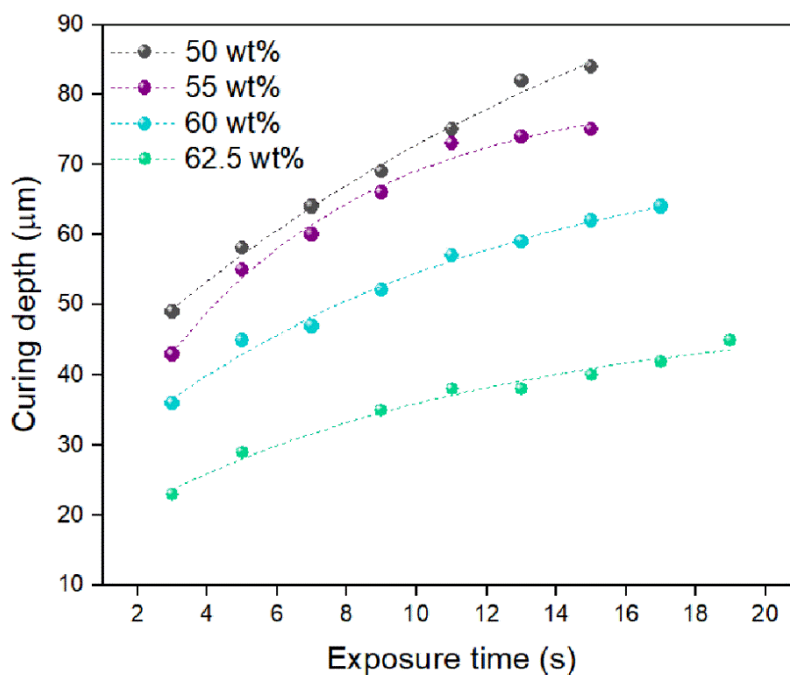 90
80
70
60
50
40
30
20
10
Curing depth (μm)
50 wt%
55 wt%
60 wt%
62.5 wt%
2 4 6 8 10 12 14 16 18 20
Exposure time (s)